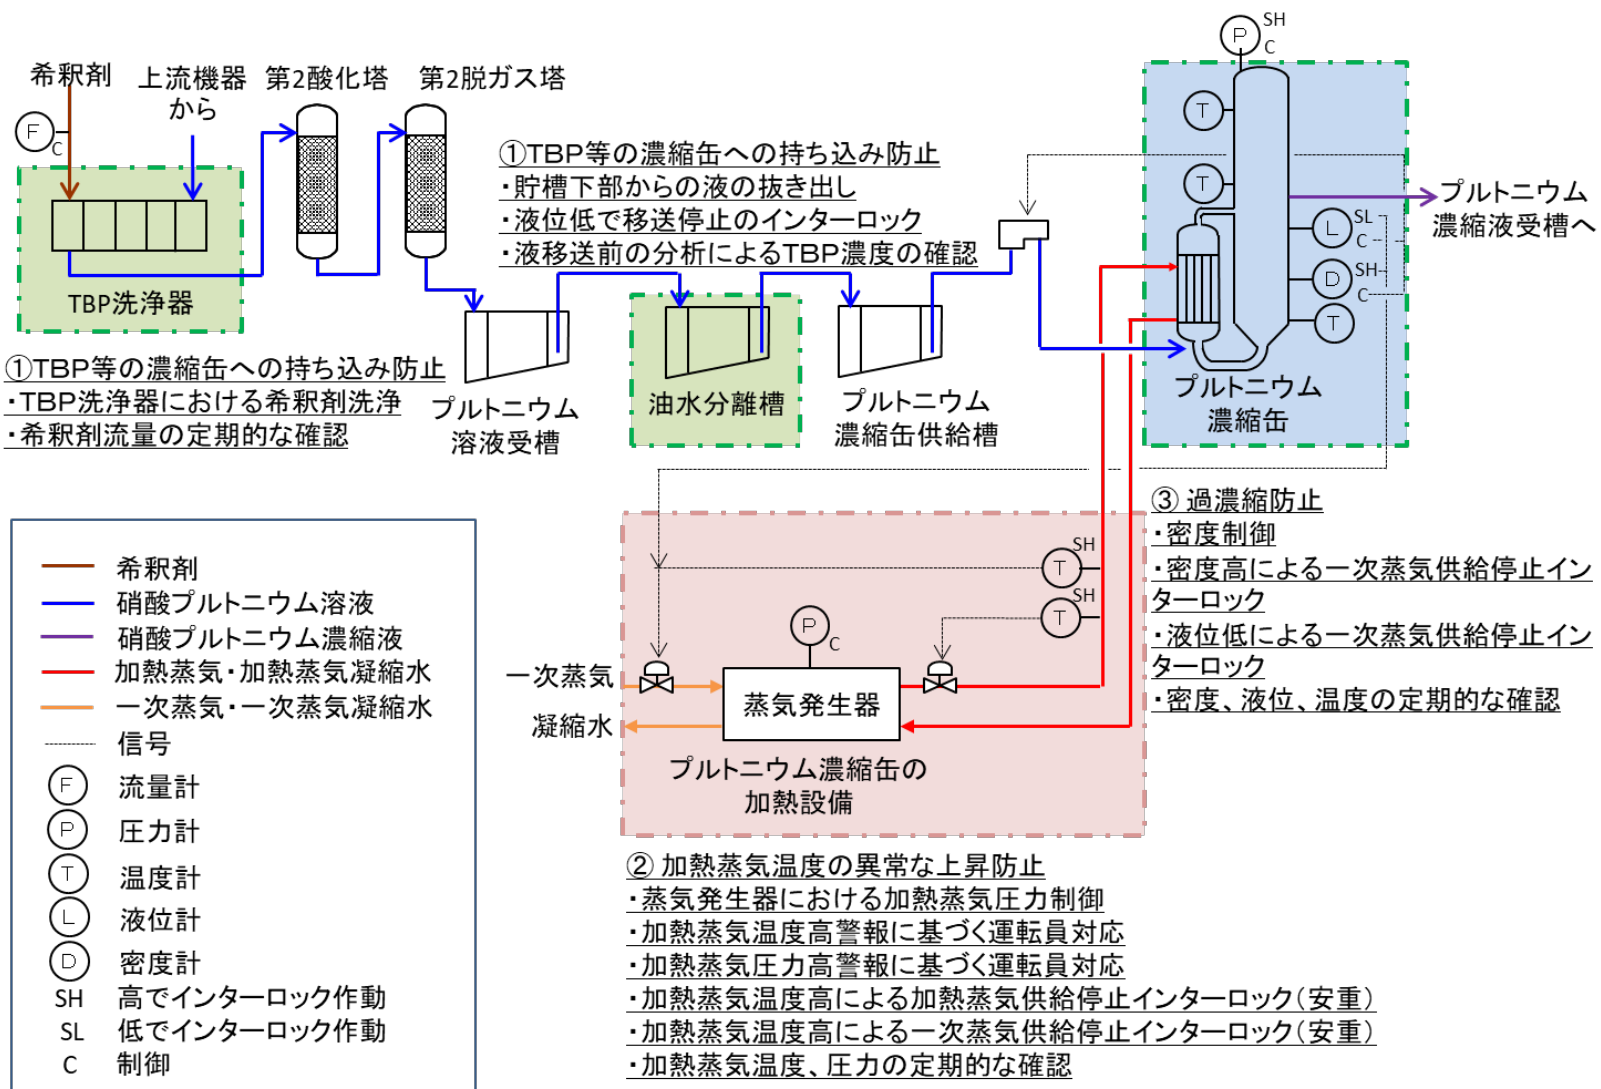 希釈剤
上流機器
から
第2酸化塔
第2脱ガス塔
F
C
TBP洗浄器
①TBP等の濃縮缶への持ち込み防止
・TBP洗浄器における希釈剤洗浄
・希釈剤流量の定期的な確認
①TBP等の濃縮缶への持ち込み防止
・貯槽下部からの液の抜き出し
・液位低で移送停止のインターロック
・液移送前の分析によるTBP濃度の確認
プルトニウム
溶液受槽
油水分離槽
プルトニウム
濃縮缶供給槽
P
SH
C
T
T
プルトニウム
濃縮液受槽へ
L
SL
C
D
SH
C
T
プルトニウム
濃縮缶
③ 過濃縮防止
・密度制御
・密度高による一次蒸気供給停止イン
ターロック
・液位低による一次蒸気供給停止イン
ターロック
・密度、液位、温度の定期的な確認
T
SH
T
SH
P
C
一次蒸気
凝縮水
蒸気発生器
プルトニウム濃縮缶の
加熱設備
② 加熱蒸気温度の異常な上昇防止
・蒸気発生器における加熱蒸気圧力制御
・加熱蒸気温度高警報に基づく運転員対応
・加熱蒸気圧力高警報に基づく運転員対応
・加熱蒸気温度高による加熱蒸気供給停止インターロック（安重）
・加熱蒸気温度高による一次蒸気供給停止インターロック（安重）
・加熱蒸気温度、圧力の定期的な確認
希釈剤
硝酸プルトニウム溶液
硝酸プルトニウム濃縮液
加熱蒸気・加熱蒸気凝縮水
一次蒸気・一次蒸気凝縮水
信号
F 流量計
P 圧力計
T 温度計
L 液位計
D 密度計
SH 高でインターロック作動
SL 低でインターロック作動
C 制御